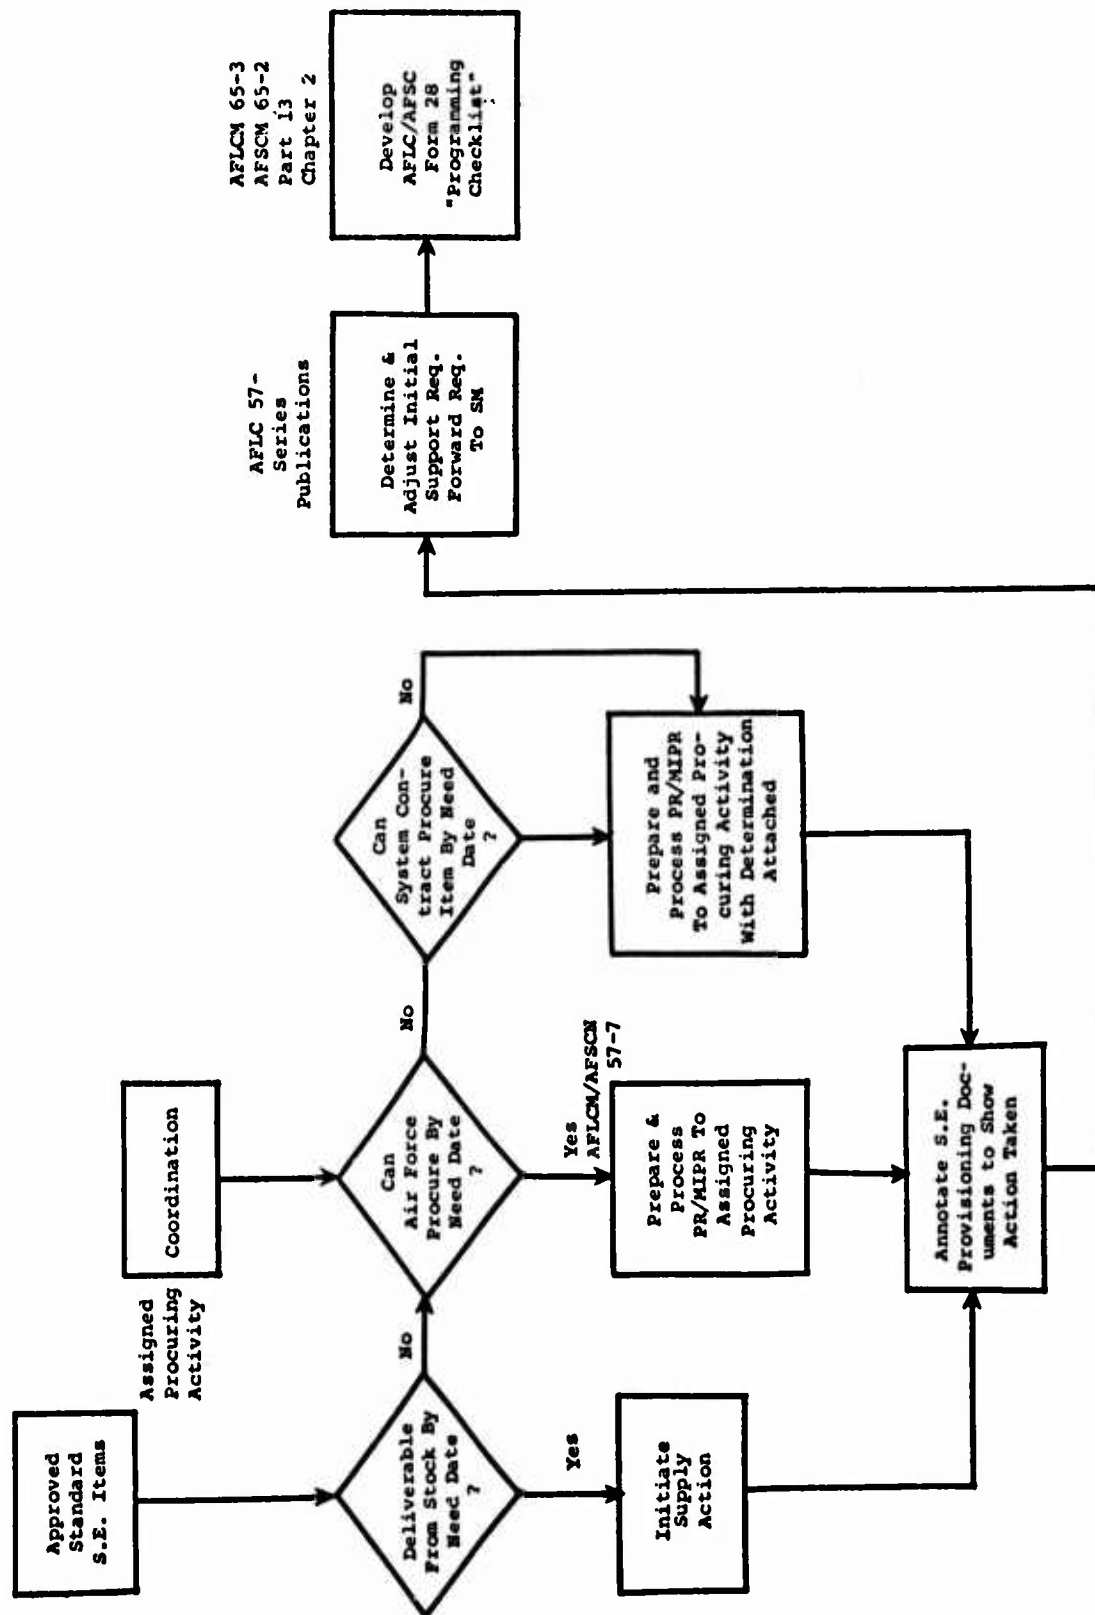 Approved
Standard
S.E. Items
Assigned
Procuring
Activity
Coordination
Deliverable
From Stock By
Need Date
?
No
Can
Air Force
Procure By
Need Date
?
No
Can
System Con-
tract Procure
Item By Need
Date
?
No
Yes
Initiate
Supply
Action
Yes
AFLCM/AFSCM
57-7
Prepare &
Process
PR/MIPR To
Assigned
Procuring
Activity
Prepare and
Process PR/MIPR
To Assigned Pro-
curing Activity
With Determination
Attached
Annotate S.E.
Provisioning Doc-
uments to Show
Action Taken
AFLC 57-
Series
Publications
Determine &
Adjust Initial
Support Req.
Forward Req.
To SM
AFLCM 65-3
AFSCM 65-2
Part 13
Chapter 2
Develop
AFLC/AFSC
Form 28
"Programming
Checklist"